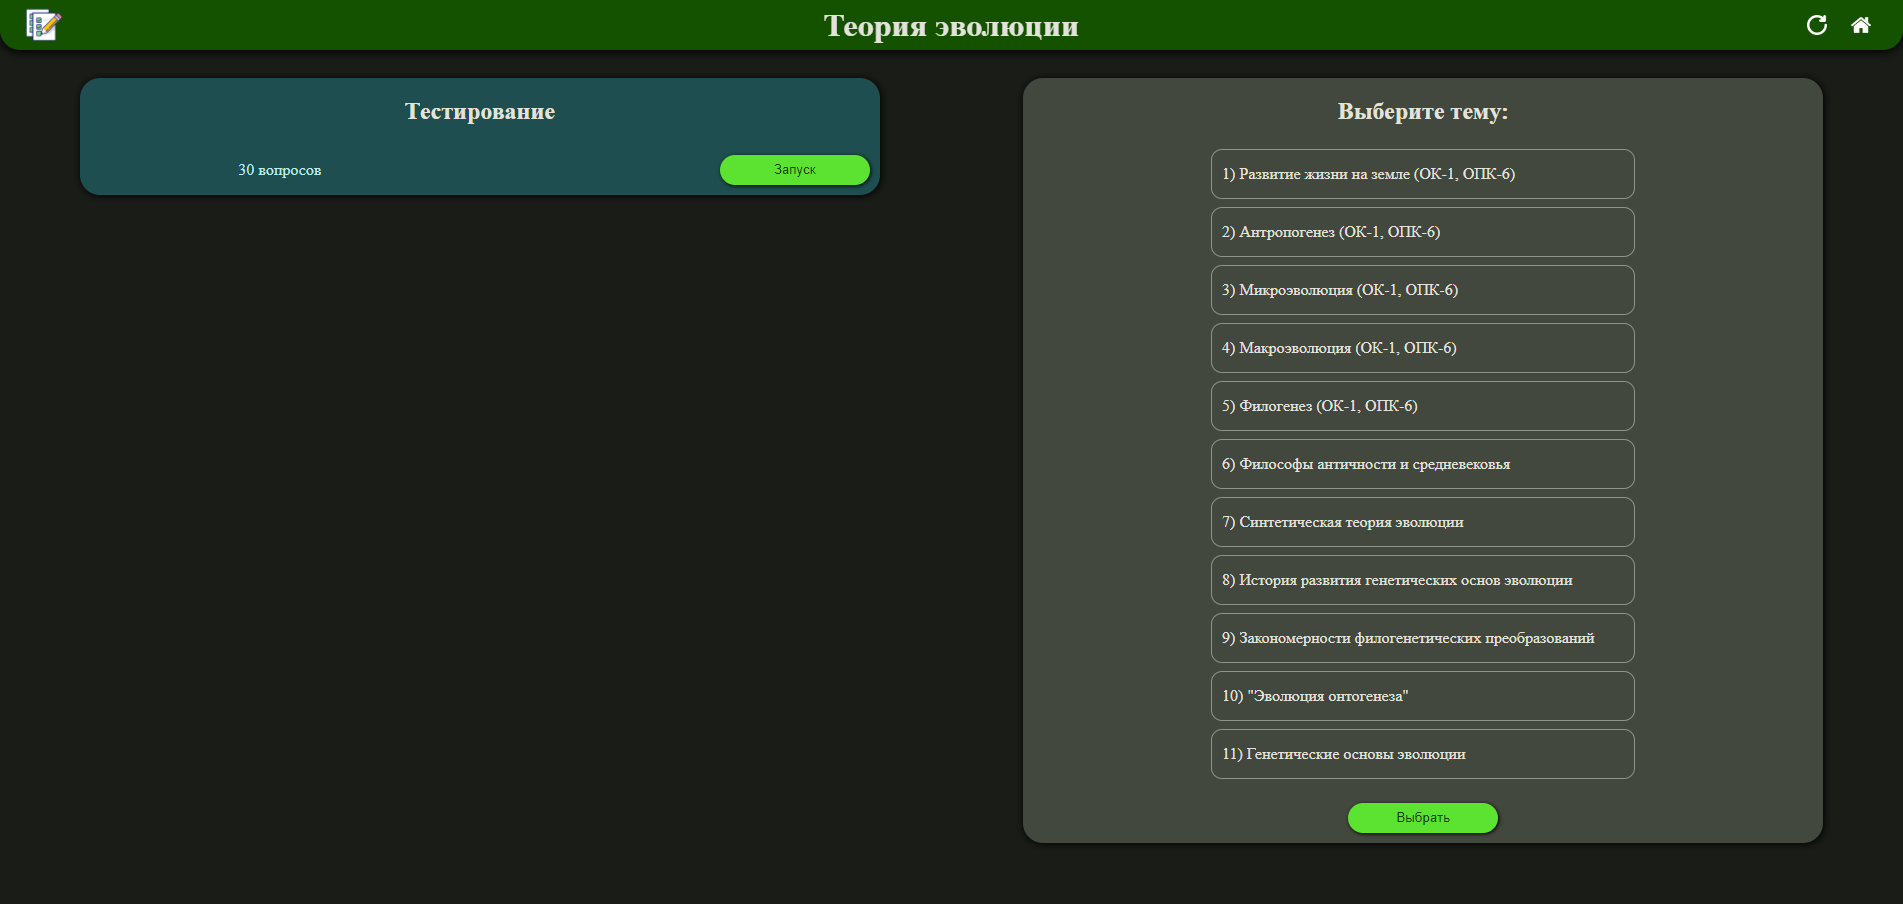 Теория эволюции
Тестирование
30 вопросов
Запуск
Выберите тему:
1) Развитие жизни на земле (ОК-1, ОПК-6)
2) Антропогенез (ОК-1, ОПК-6)
3) Микроэволюция (ОК-1, ОПК-6)
4) Макроэволюция (ОК-1, ОПК-6)
5) Филогенез (ОК-1, ОПК-6)
6) Философы античности и средневековья
7) Синтетическая теория эволюции
8) История развития генетических основ эволюции
9) Закономерности филогенетических преобразований
10) "Эволюция онтогенеза"
11) Генетические основы эволюции
Выбрать